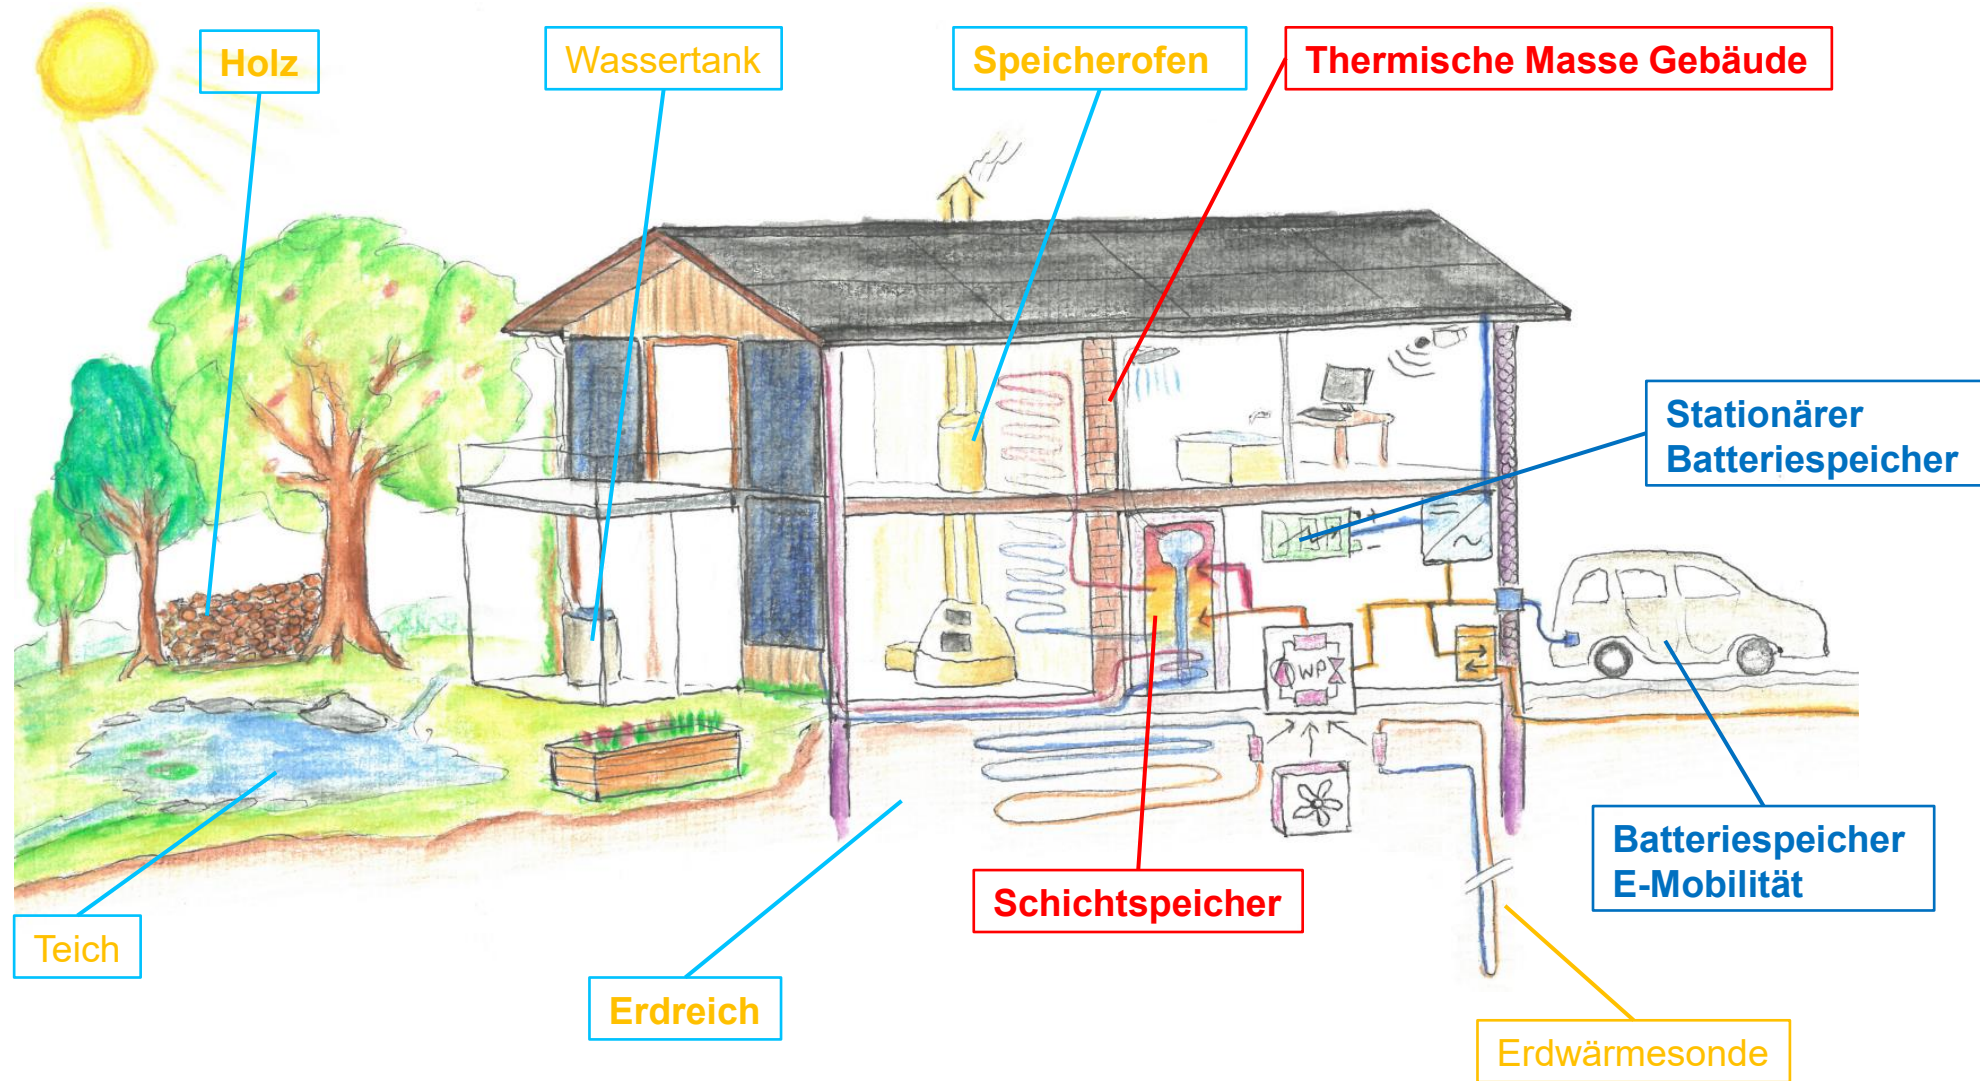 Holz
Wassertank
Speicherofen
Thermische Masse Gebäude
Stationärer
Batteriespeicher
WP
Batteriespeicher
E-Mobilität
Schichtspeicher
Teich
Erdreich
Erdwärmesonde